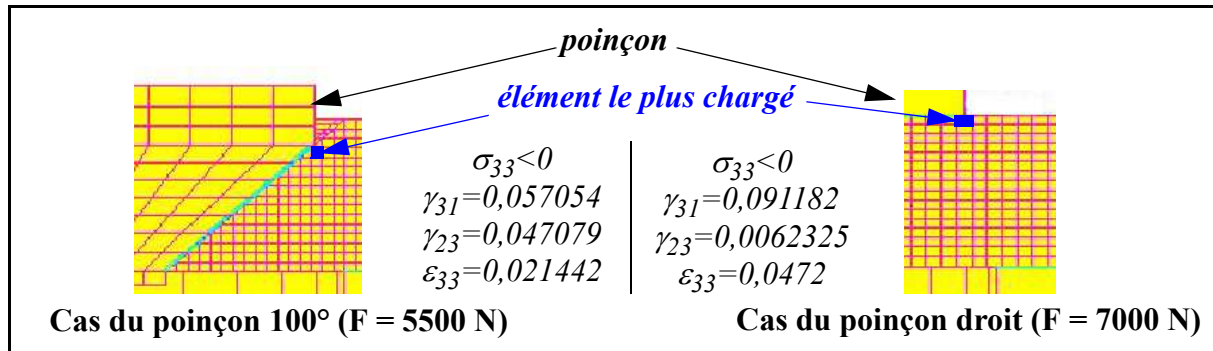 poinçon
élément le plus chargé
σ33<0
γ31=0,057054
γ23=0,047079
ε33=0,021442
σ33<0
γ31=0,091182
γ23=0,0062325
ε33=0,0472
Cas du poinçon 100° (F = 5500 N)
Cas du poinçon droit (F = 7000 N)